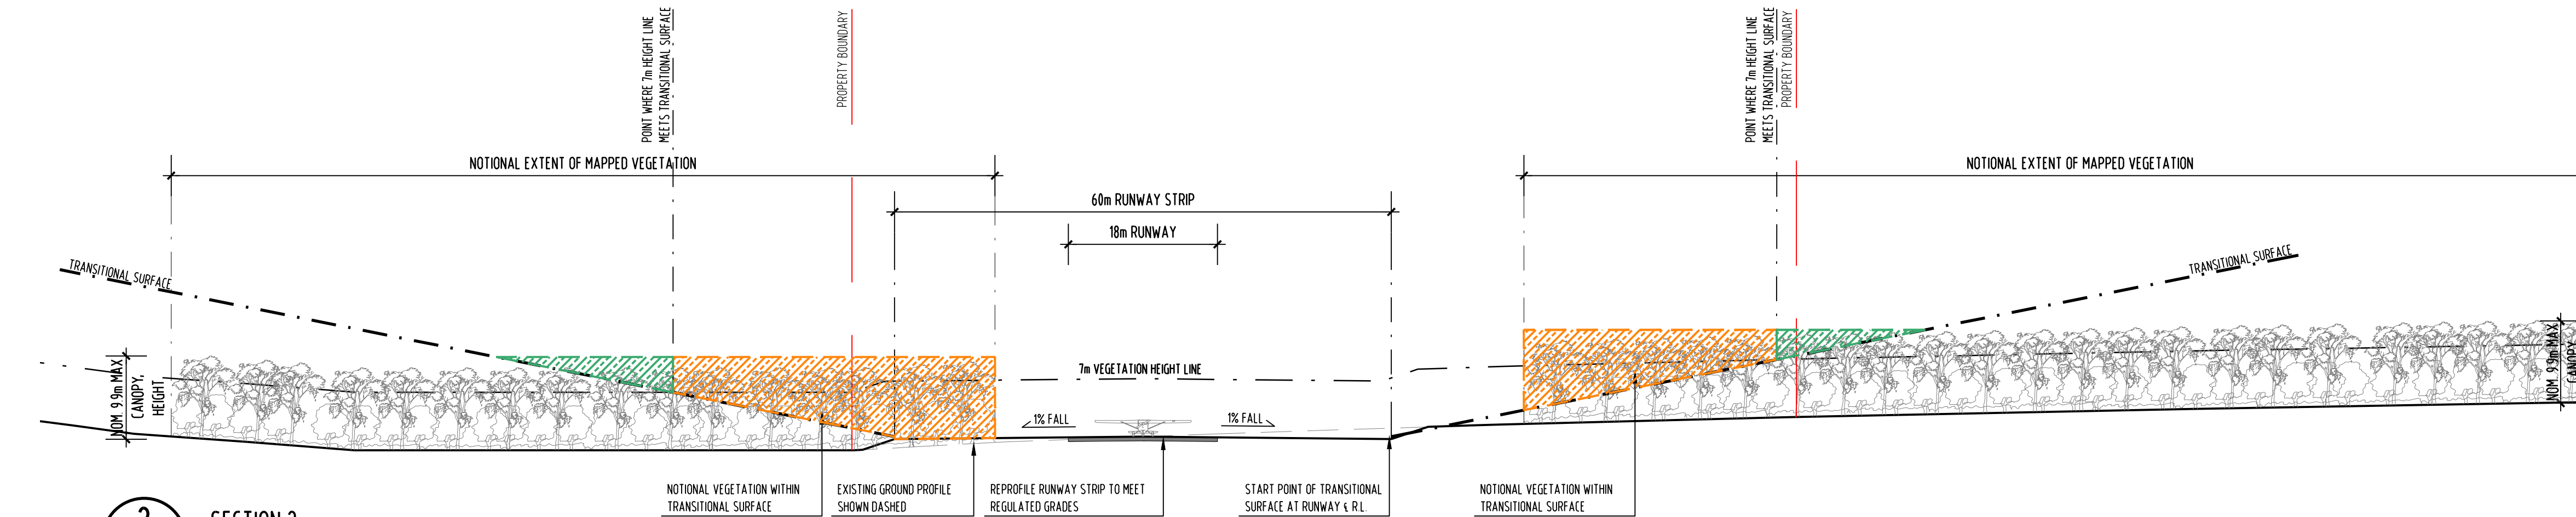 POINT WHERE 7m HEIGHT LINE
MEETS TRANSITIONAL SURFACE
PROPERTY BOUNDARY
POINT WHERE 7m HEIGHT LINE
MEETS TRANSITIONAL SURFACE
PROPERTY BOUNDARY
NOTIONAL EXTENT OF MAPPED VEGETATION
NOTIONAL EXTENT OF MAPPED VEGETATION
60m RUNWAY STRIP
18m RUNWAY
TRANSITIONAL SURFACE
TRANSITIONAL SURFACE
NOM. 9.9m MAX
CANOPY,
HEIGHT
7m VEGETATION HEIGHT LINE
1% FALL
1% FALL
NOM. 9.9m MAX
CANOPY
NOTIONAL VEGETATION WITHIN
TRANSITIONAL SURFACE
EXISTING GROUND PROFILE
SHOWN DASHED
REPROFILE RUNWAY STRIP TO MEET
REGULATED GRADES
START POINT OF TRANSITIONAL
SURFACE AT RUNWAY ℄ R.L.
NOTIONAL VEGETATION WITHIN
TRANSITIONAL SURFACE
2
SECTION 2